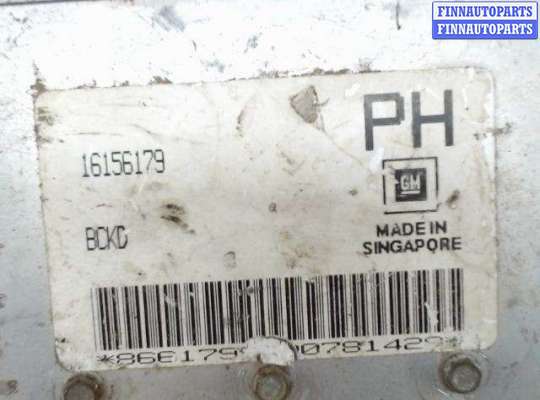 FINNAUTOPARTS
FINNAUTOPARTS
PH
16156179
GM
BCKD
MADE IN
SINGAPORE